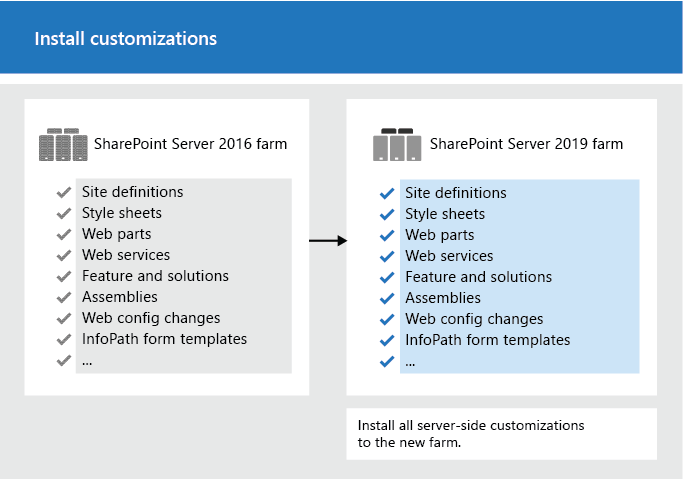 Install customizations
SharePoint Server 2016 farm
Site definitions
Style sheets
Web parts
Web services
Feature and solutions
Assemblies
Web config changes
InfoPath form templates
...
SharePoint Server 2019 farm
Site definitions
Style sheets
Web parts
Web services
Feature and solutions
Assemblies
Web config changes
InfoPath form templates
...
Install all server-side customizations
to the new farm.